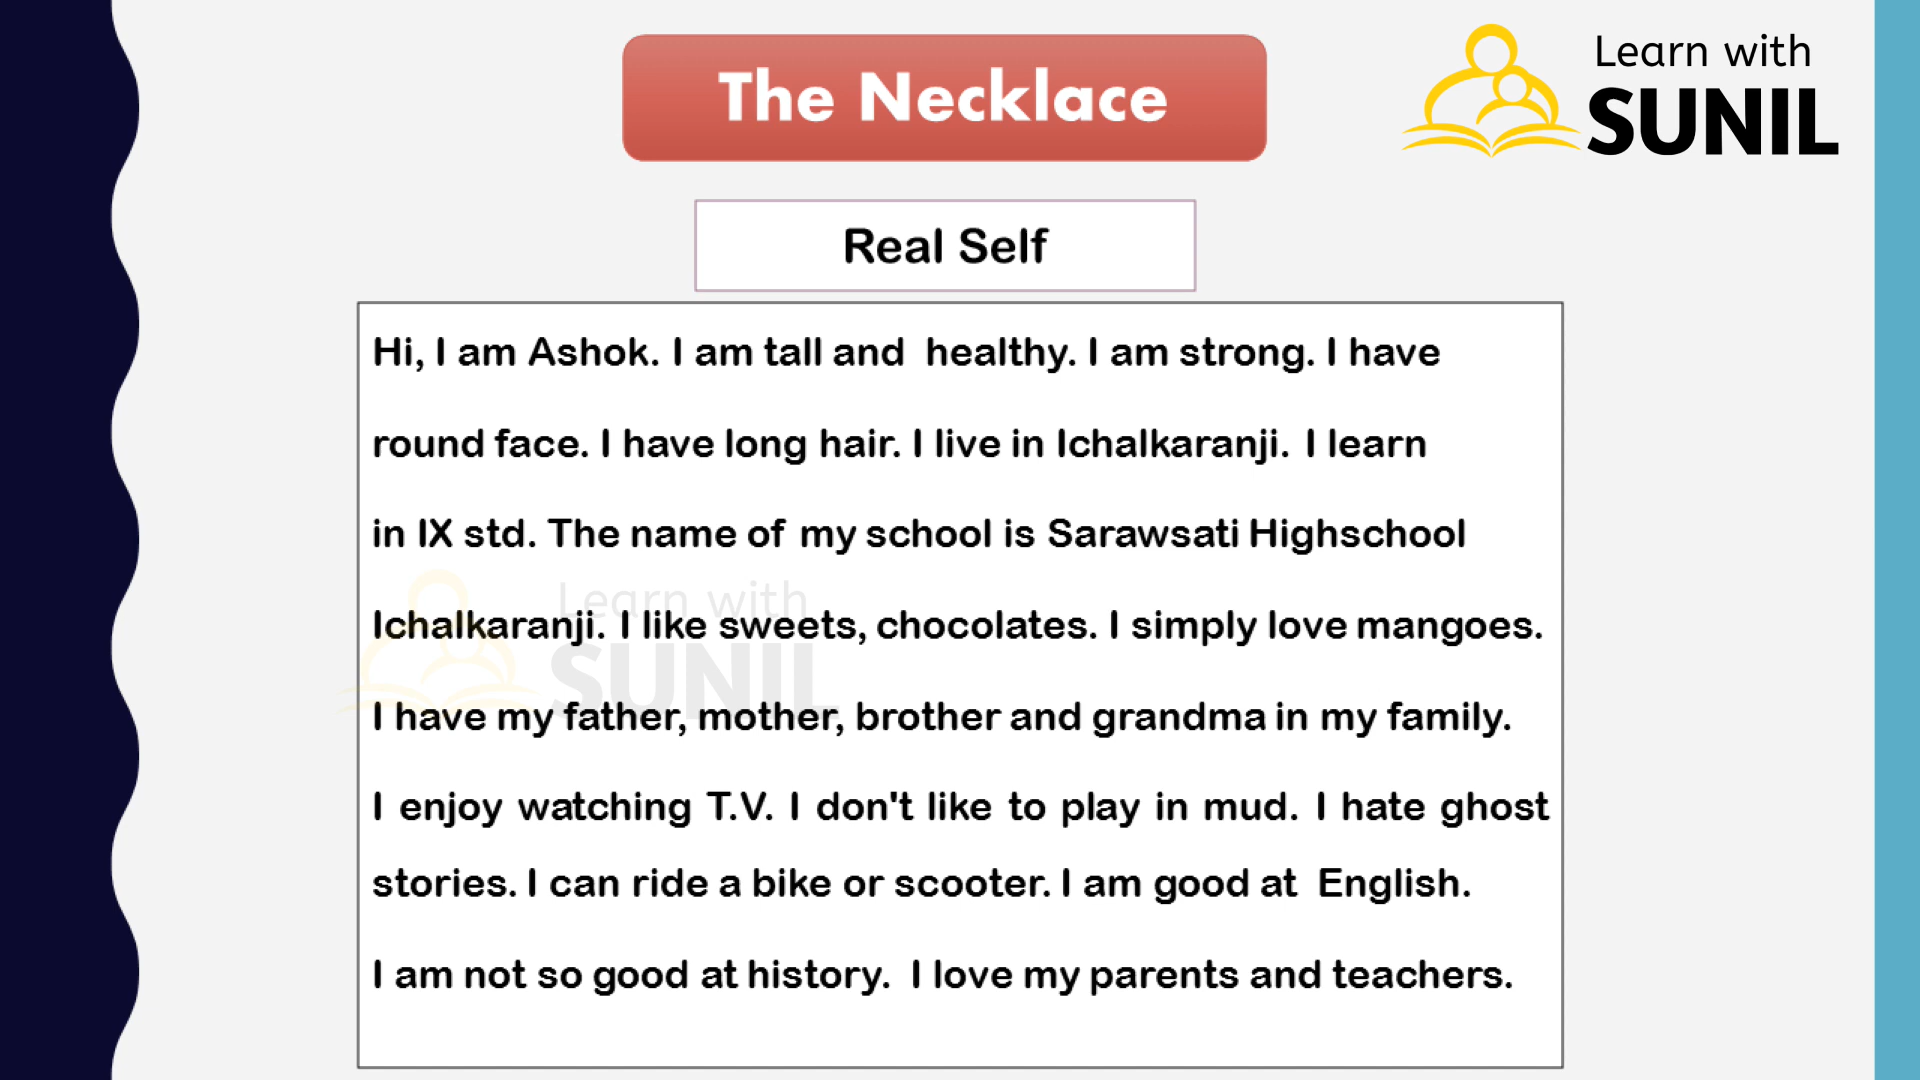 The Necklace
Learn with
SUNIL
Real Self
Hi, I am Ashok. I am tall and healthy. I am strong. I have
round face. I have long hair. I live in Ichalkaranji. I learn
in IX std. The name of my school is Sarawsati Highschool
Ichalkaranji. I like sweets, chocolates. I simply love mangoes.
I have my father, mother, brother and grandma in my family.
I enjoy watching T.V. I don't like to play in mud. I hate ghost
stories. I can ride a bike or scooter. I am good at English.
I am not so good at history. I love my parents and teachers.
Learn with
SUNIL